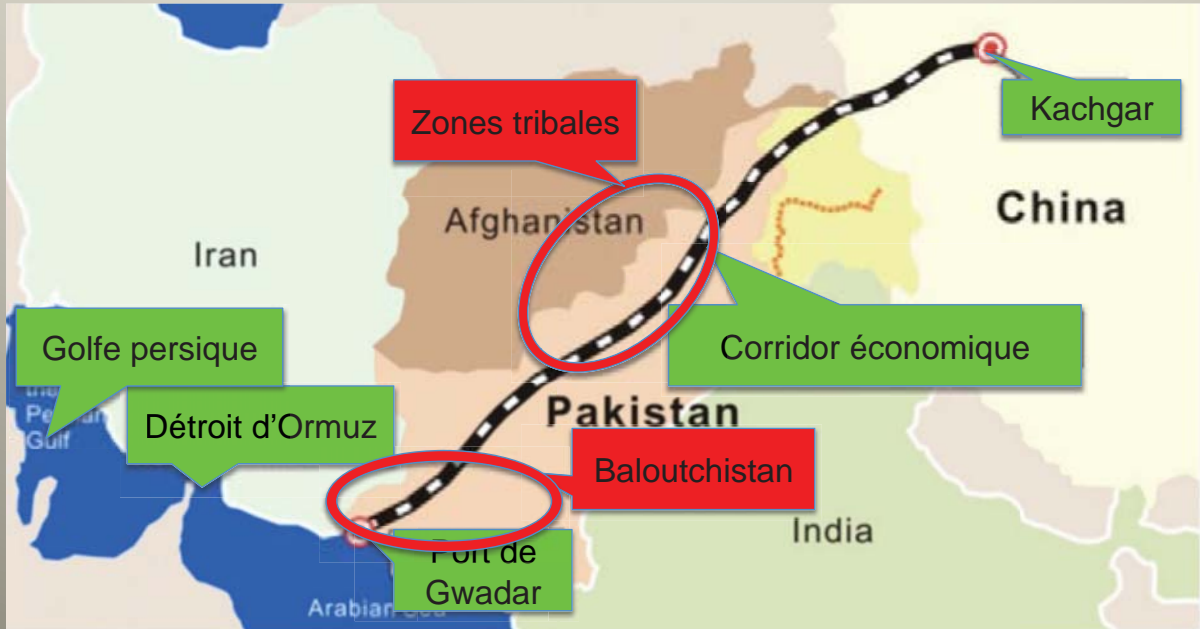 Kachgar
Zones tribales
China
Afghanistan
Iran
Golfe persique
Corridor économique
Gulf
Détroit d’Ormuz
Pakistan
Baloutchistan
India
Port de
Gwadar
Arabian